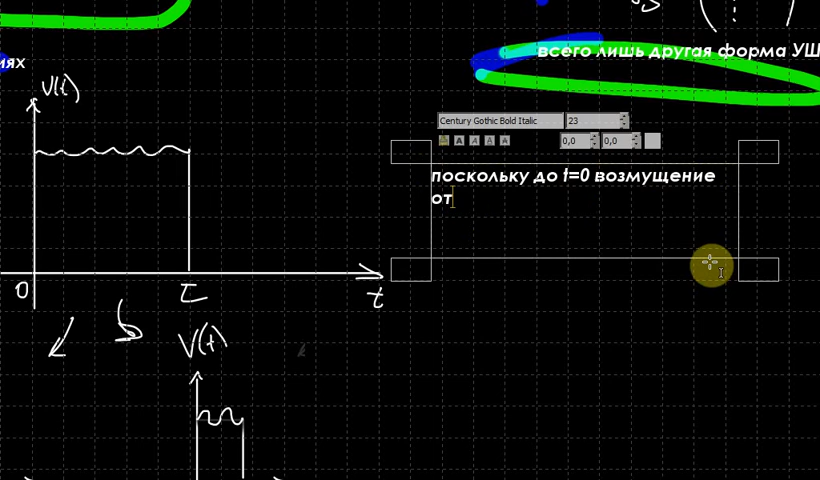 всего лишь другая форма УШ
иях
V(t)
Century Gothic Bold Italic 23
A A A A A 0,0 0,0
поскольку до t=0 возмущение
от
0 τ t
V(t)